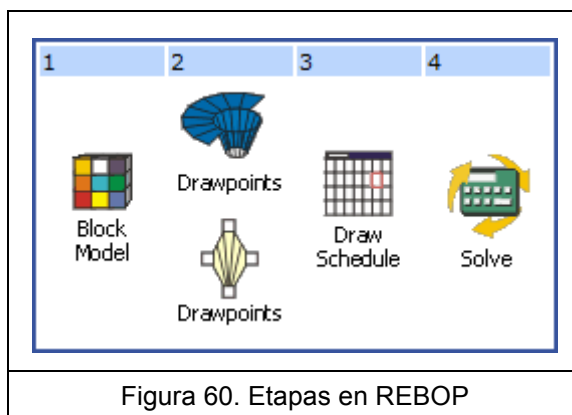 1 2 3 4
Drawpoints
Block
Model
Draw
Schedule
Solve
Drawpoints
Figura 60. Etapas en REBOP